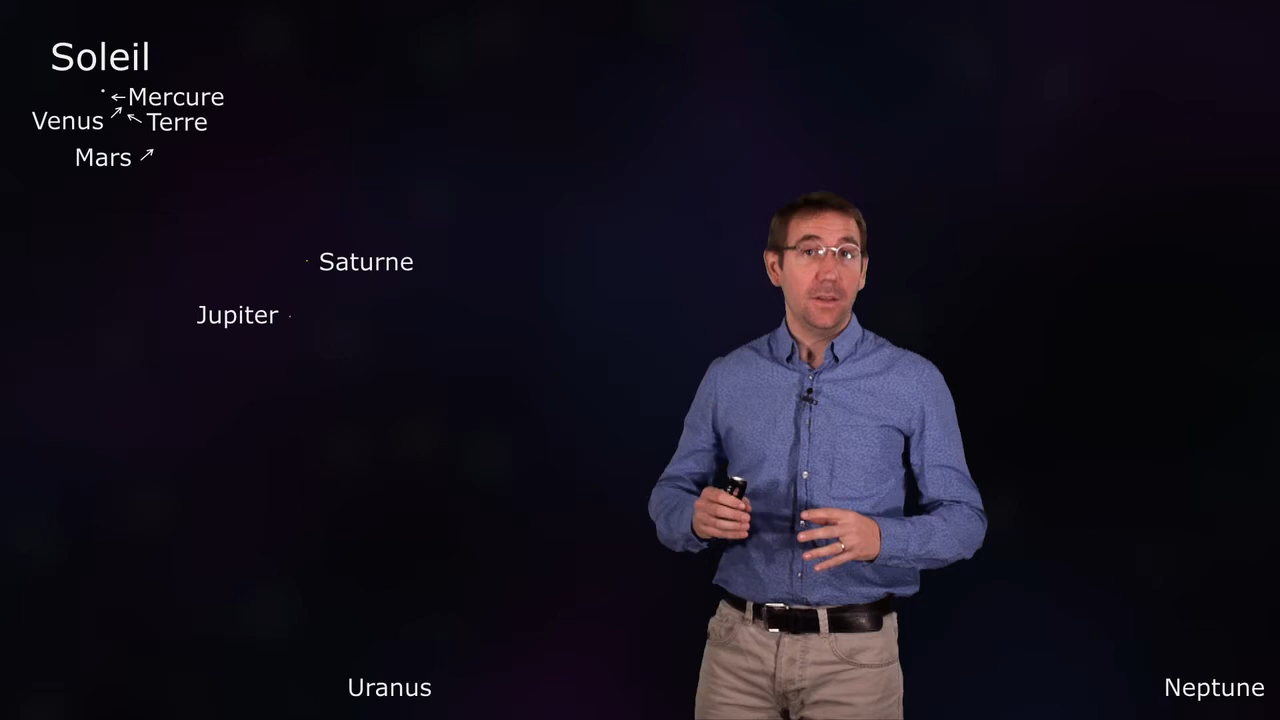 Soleil
Mercure
Venus
Terre
Mars
Saturne
Jupiter
Uranus
Neptune